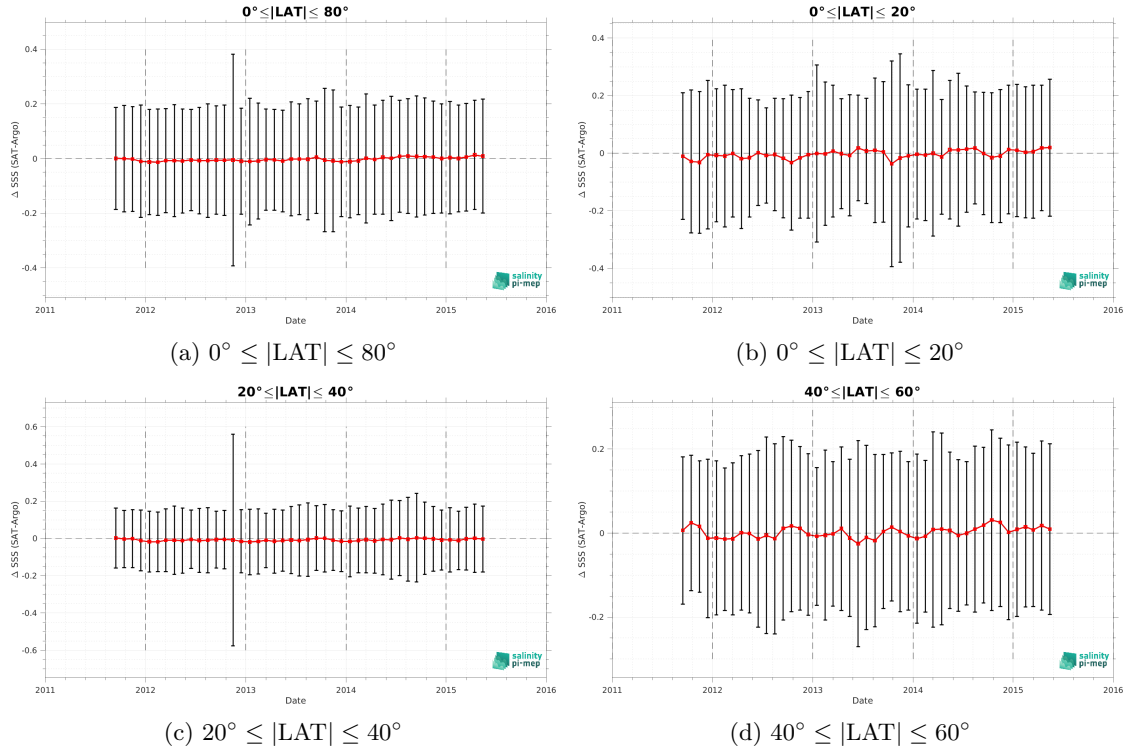 0°≤|LAT|≤ 80°
Δ SSS (SAT-Argo)
0.4
0.2
0
-0.2
-0.4
2011 2012 2013 2014 2015 2016
Date
salinity
pi-mep
(a) 0° ≤ |LAT| ≤ 80°
0°≤|LAT|≤ 20°
Δ SSS (SAT-Argo)
0.4
0.2
0
-0.2
-0.4
2011 2012 2013 2014 2015 2016
Date
salinity
pi-mep
(b) 0° ≤ |LAT| ≤ 20°
20°≤|LAT|≤ 40°
Δ SSS (SAT-Argo)
0.6
0.4
0.2
0
-0.2
-0.4
-0.6
2011 2012 2013 2014 2015 2016
Date
salinity
pi-mep
(c) 20° ≤ |LAT| ≤ 40°
40°≤|LAT|≤ 60°
Δ SSS (SAT-Argo)
0.2
0
-0.2
2011 2012 2013 2014 2015 2016
Date
salinity
pi-mep
(d) 40° ≤ |LAT| ≤ 60°